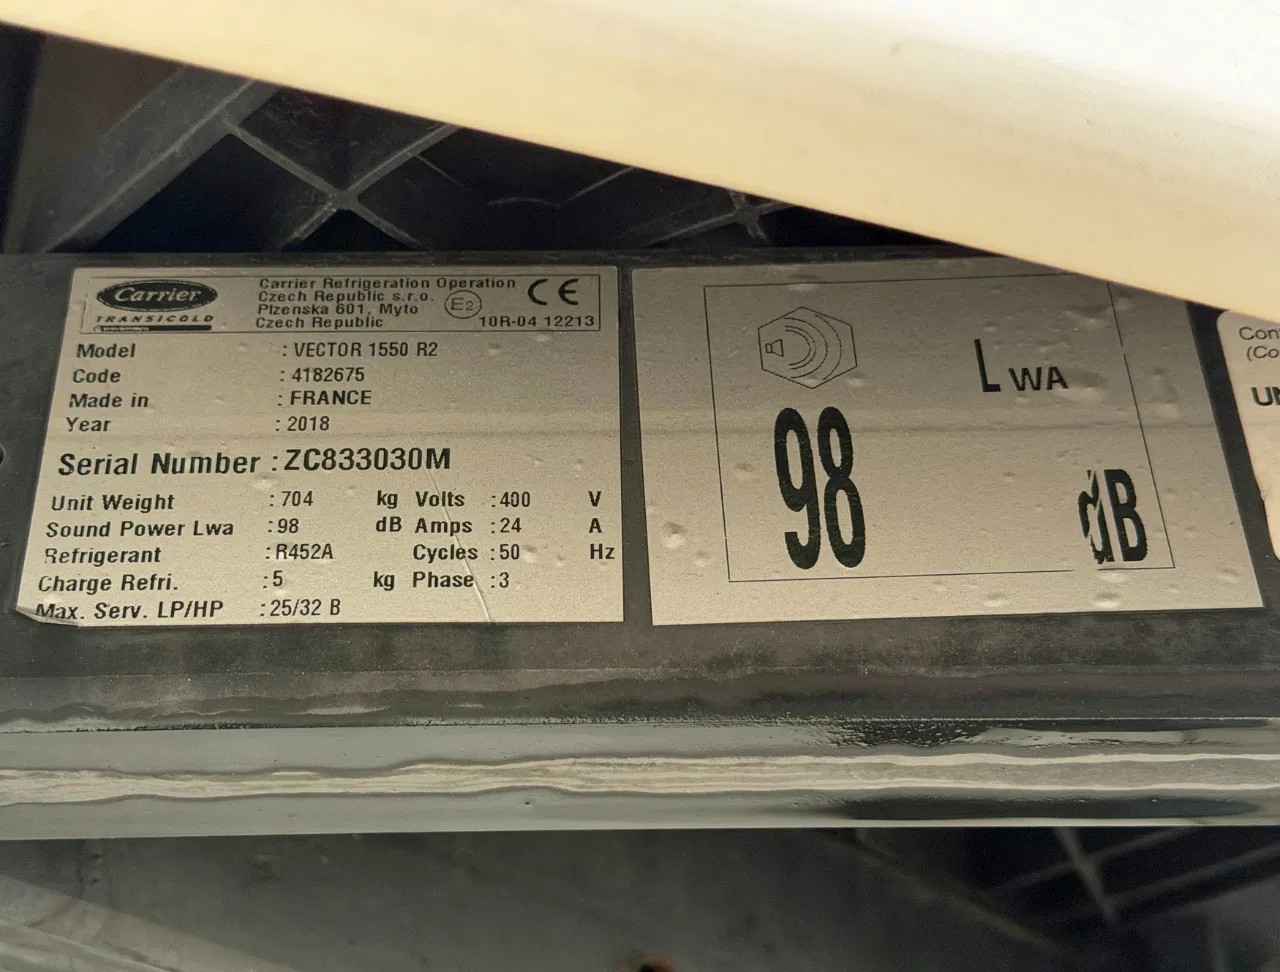 Carrier
TRANSICOLD
Carrier Refrigeration Operation
Czech Republic s.r.o.
Plzenska 601, Myto
Czech Republic
E2
CE
10R-04 12213
Model : VECTOR 1550 R2
Code : 4182675
Made in : FRANCE
Year : 2018
Serial Number : ZC833030M
Unit Weight : 704 kg Volts : 400 V
Sound Power Lwa : 98 dB Amps : 24 A
Refrigerant : R452A Cycles : 50 Hz
Charge Refri. : 5 kg Phase : 3
Max. Serv. LP/HP : 25/32 B
LWA
98 dB